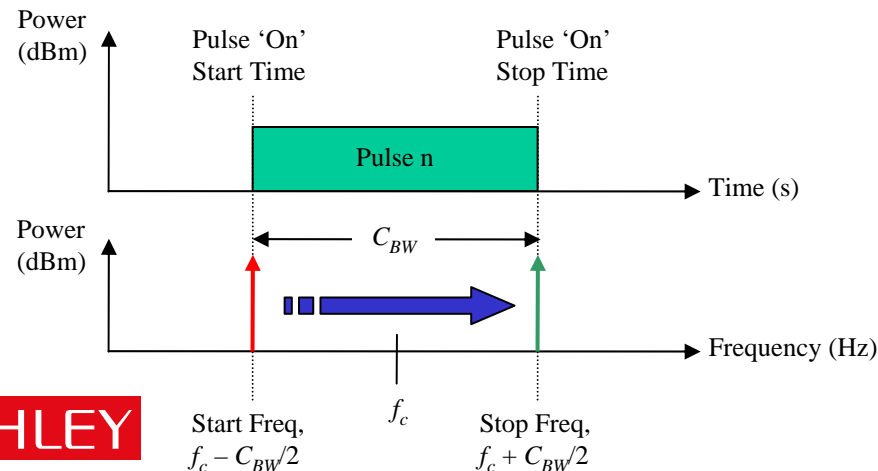 Power
(dBm)
Pulse ‘On’
Start Time
Pulse ‘On’
Stop Time
Pulse n
Time (s)
Power
(dBm)
C_BW
Frequency (Hz)
HLEY
Start Freq,
f_c – C_BW/2
f_c
Stop Freq,
f_c + C_BW/2